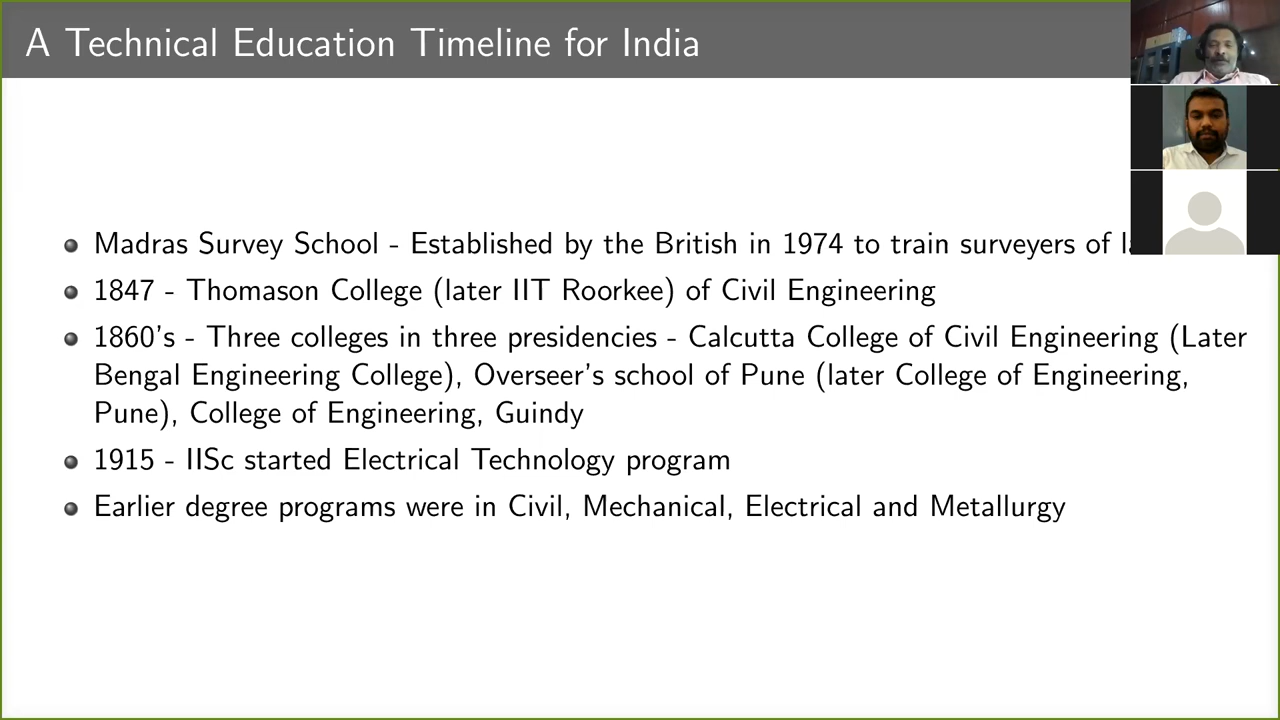 A Technical Education Timeline for India
Madras Survey School - Established by the British in 1974 to train surveyors of
1847 - Thomason College (later IIT Roorkee) of Civil Engineering
1860's - Three colleges in three presidencies - Calcutta College of Civil Engineering (Later
Bengal Engineering College), Overseer's school of Pune (later College of Engineering,
Pune), College of Engineering, Guindy
1915 - IISc started Electrical Technology program
Earlier degree programs were in Civil, Mechanical, Electrical and Metallurgy